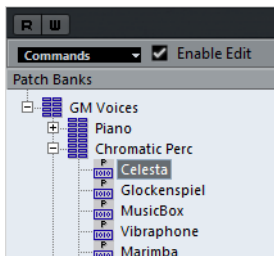 R W
Commands Enable Edit
Patch Banks
GM Voices
Piano
Chromatic Perc
Celesta
Glockenspiel
MusicBox
Vibraphone
Marimba